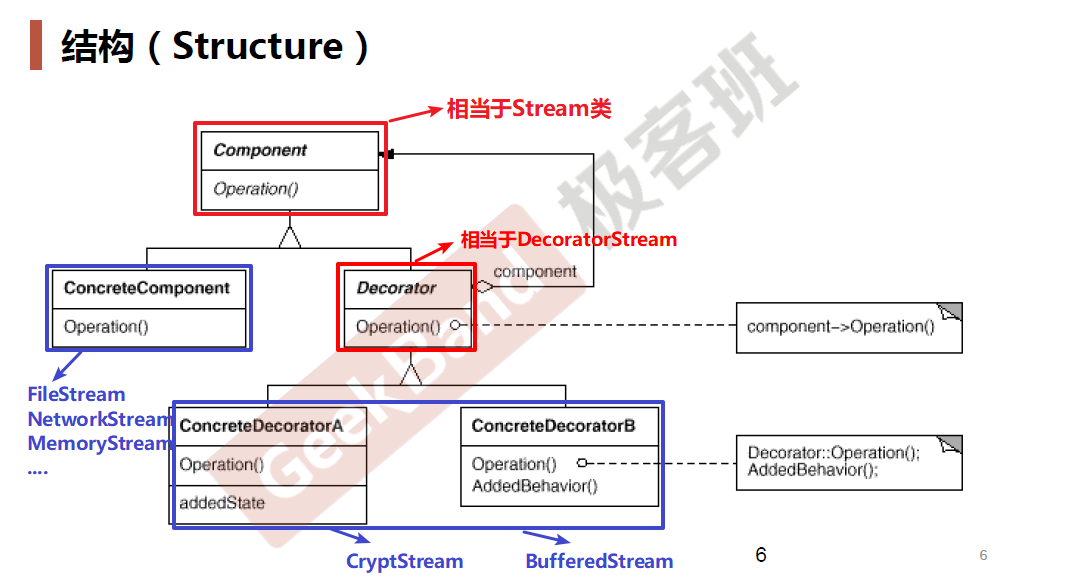 结构（Structure）
相当于Stream类
Component
Operation()
相当于DecoratorStream
component
ConcreteComponent
Operation()
Decorator
Operation()
component->Operation()
FileStream
NetworkStream
MemoryStream
....
ConcreteDecoratorA
Operation()
addedState
ConcreteDecoratorB
Operation()
AddedBehavior()
Decorator::Operation();
AddedBehavior();
CryptStream
BufferedStream
6
6
GeekBand
极客班